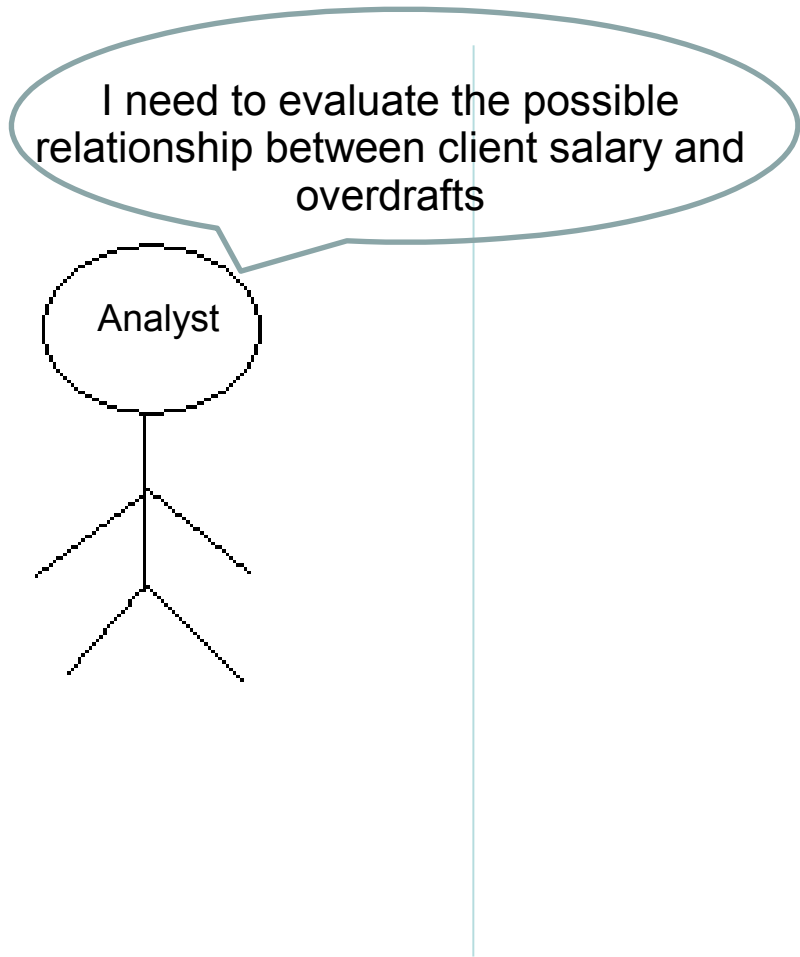 I need to evaluate the possible
relationship between client salary and
overdrafts
Analyst